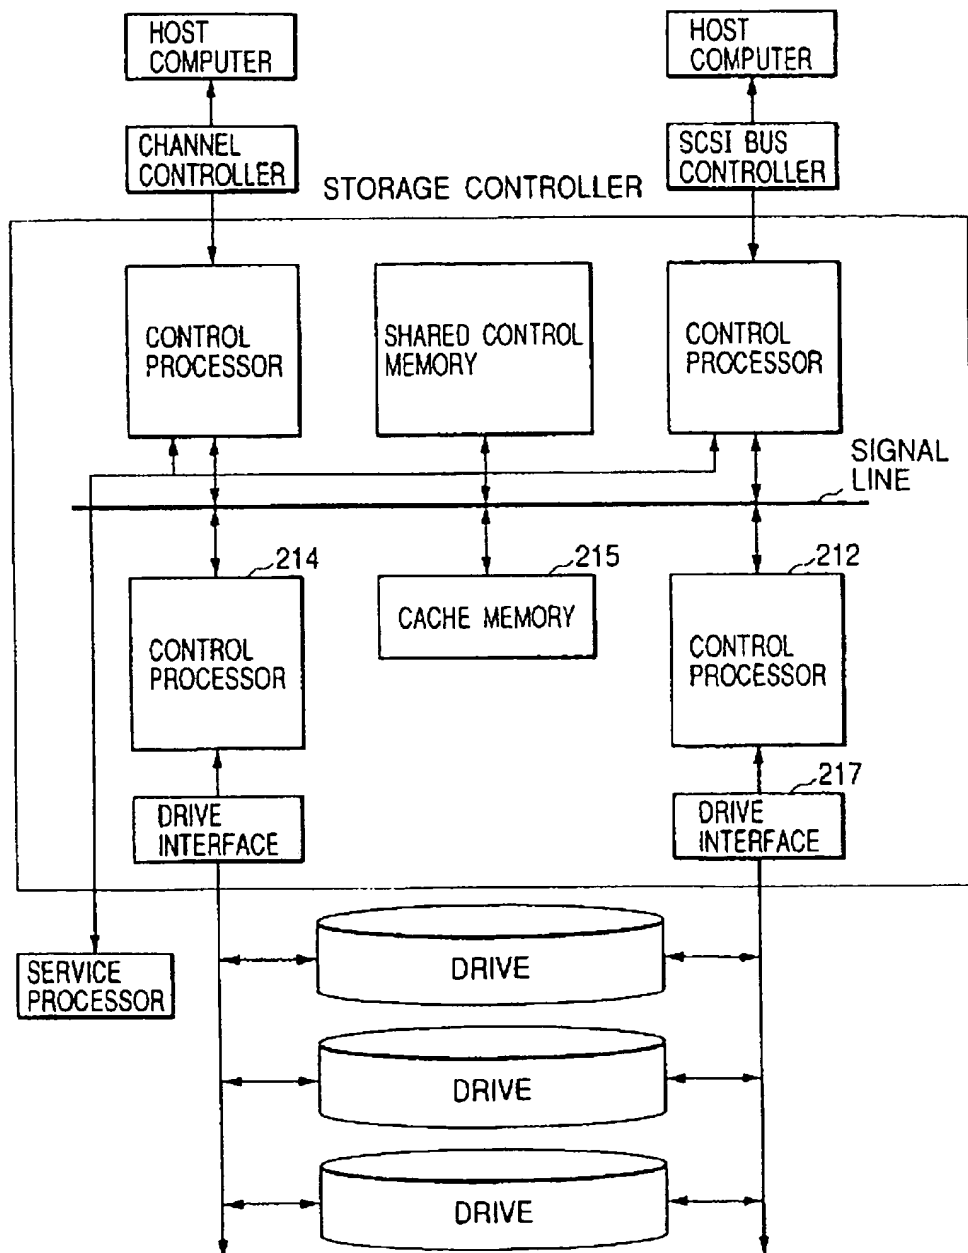 HOST
COMPUTER
HOST
COMPUTER
CHANNEL
CONTROLLER
SCSI BUS
CONTROLLER
STORAGE CONTROLLER
CONTROL
PROCESSOR
SHARED CONTROL
MEMORY
CONTROL
PROCESSOR
SIGNAL
LINE
214
215
212
CONTROL
PROCESSOR
CACHE MEMORY
CONTROL
PROCESSOR
217
DRIVE
INTERFACE
DRIVE
INTERFACE
DRIVE
SERVICE
PROCESSOR
DRIVE
DRIVE